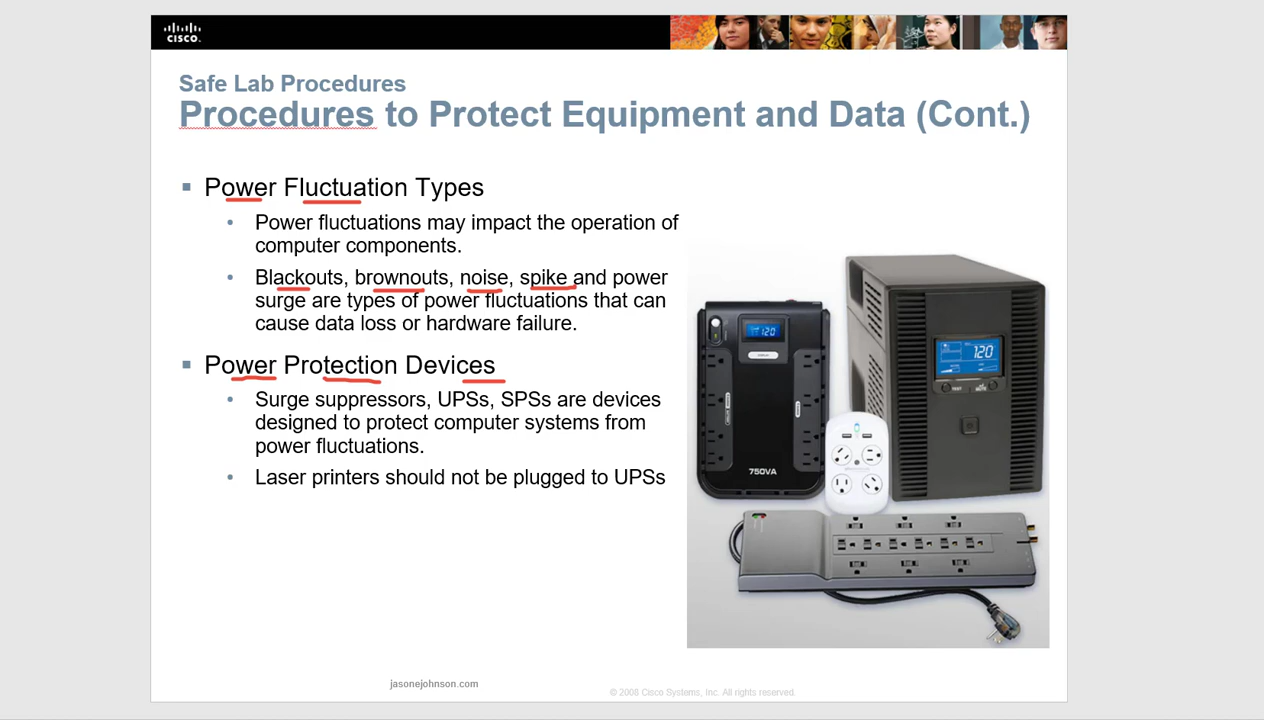 CISCO.
Safe Lab Procedures
Procedures to Protect Equipment and Data (Cont.)
Power Fluctuation Types
Power fluctuations may impact the operation of
computer components.
Blackouts, brownouts, noise, spike and power
surge are types of power fluctuations that can
cause data loss or hardware failure.
Power Protection Devices
Surge suppressors, UPSs, SPSs are devices
designed to protect computer systems from
power fluctuations.
Laser printers should not be plugged to UPSs
120
750VA
120
TEST
MUTE
jasonejohnson.com
© 2008 Cisco Systems, Inc. All rights reserved.